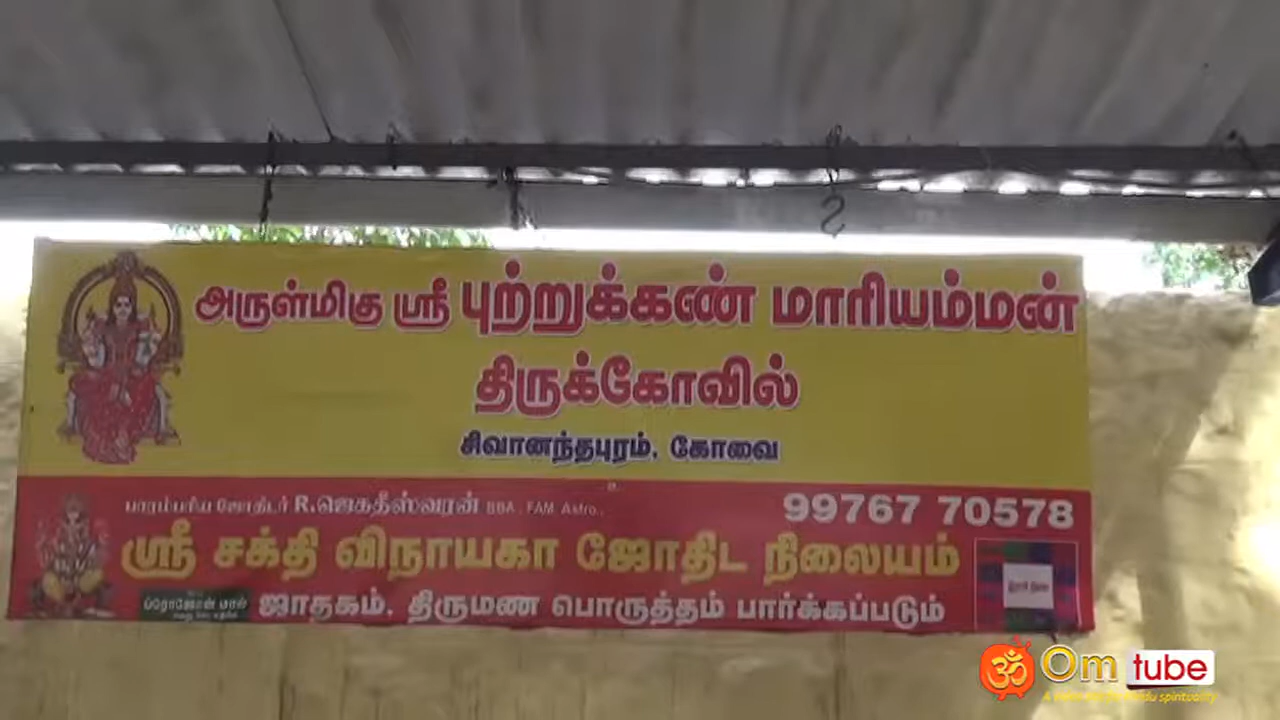 அருள்மிகு ஸ்ரீ புற்றுக்கண் மாரியம்மன்
திருக்கோவில்
சிவானந்தபுரம், கோவை
பாரம்பரிய ஜோதிடர் R.ஜெகதீஸ்வரன் BBA., FAM Astro.,
99767 70578
ஸ்ரீ சக்தி விநாயகா ஜோதிட நிலையம்
ஜாதகம், திருமண பொருத்தம் பார்க்கப்படும்
Om tube